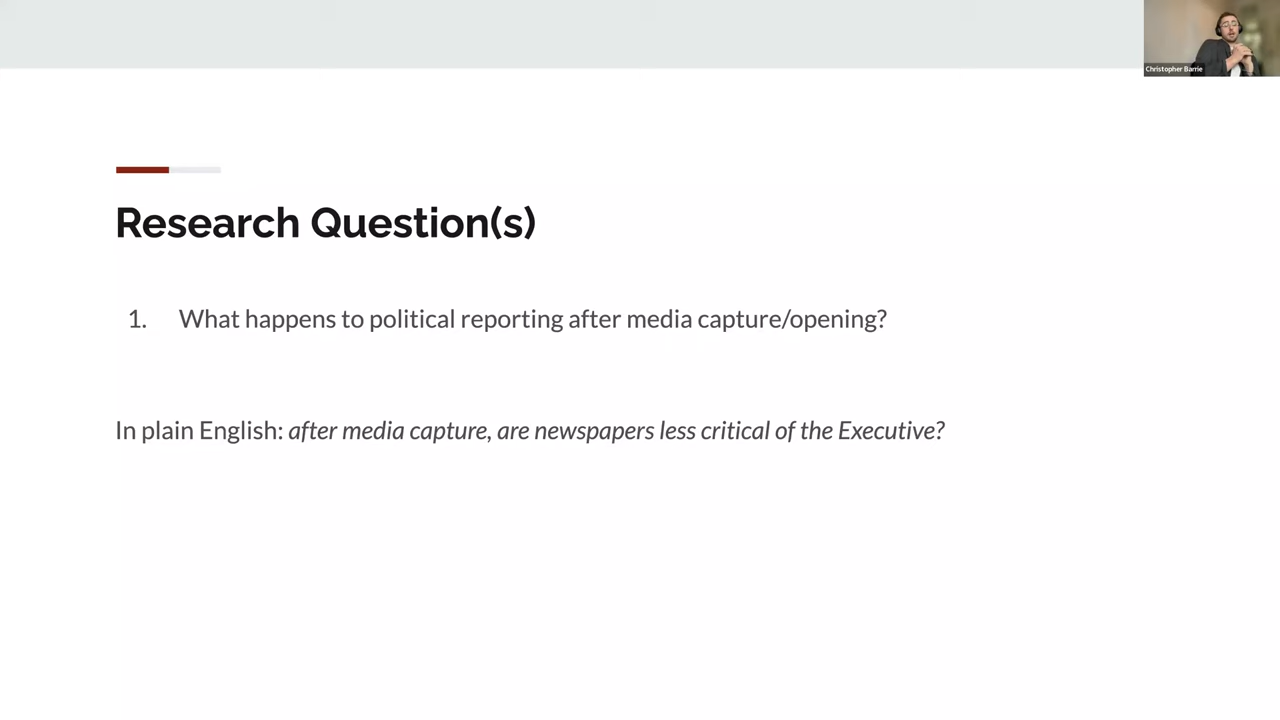 Christopher Barrie
Research Question(s)
1. What happens to political reporting after media capture/opening?
In plain English: after media capture, are newspapers less critical of the Executive?